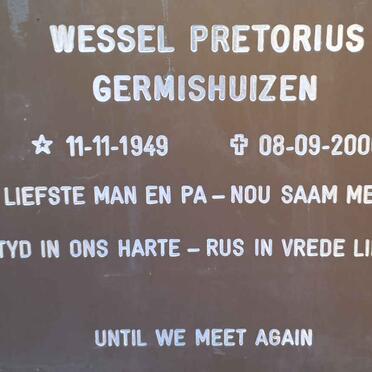 WESSEL PRETORIUS
GERMISHUIZEN
☆ 11-11-1949 ✞ 08-09-200
LIEFSTE MAN EN PA – NOU SAAM ME
TYD IN ONS HARTE – RUS IN VREDE LI
UNTIL WE MEET AGAIN